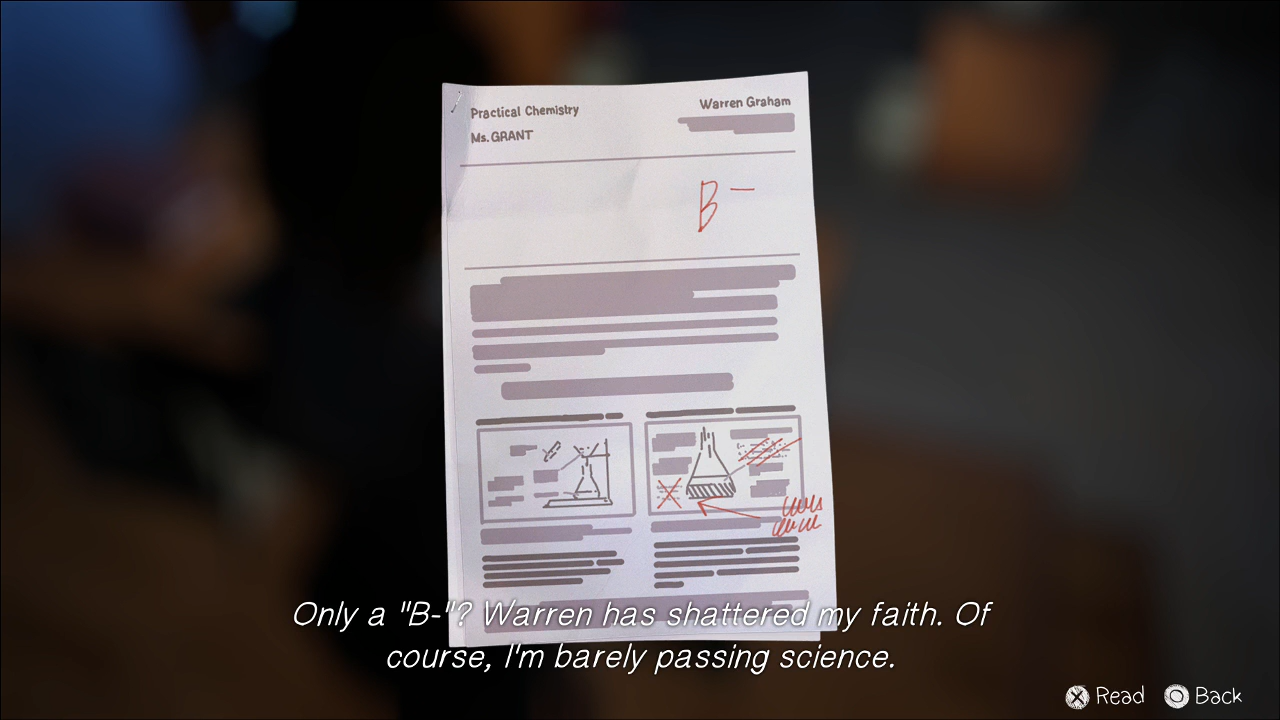 Practical Chemistry
Warren Graham
Ms. GRANT
B-
Only a "B-"? Warren has shattered my faith. Of
course, I'm barely passing science.
Read
Back